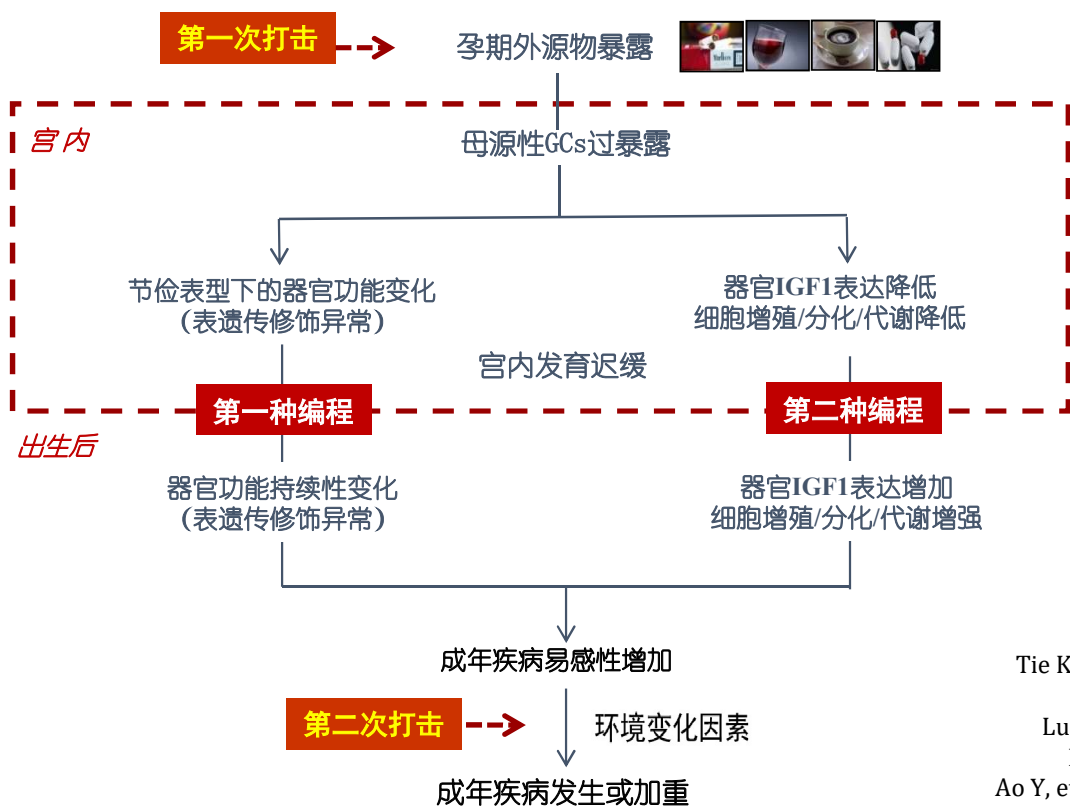 第一次打击
孕期外源物暴露
宫内
母源性GCs过暴露
节俭表型下的器官功能变化
（表遗传修饰异常）
器官IGF1表达降低
细胞增殖/分化/代谢降低
宫内发育迟缓
第一种编程
第二种编程
出生后
器官功能持续性变化
（表遗传修饰异常）
器官IGF1表达增加
细胞增殖/分化/代谢增强
成年疾病易感性增加
Tie K
第二次打击
环境变化因素
Lu
成年疾病发生或加重
Ao Y, e